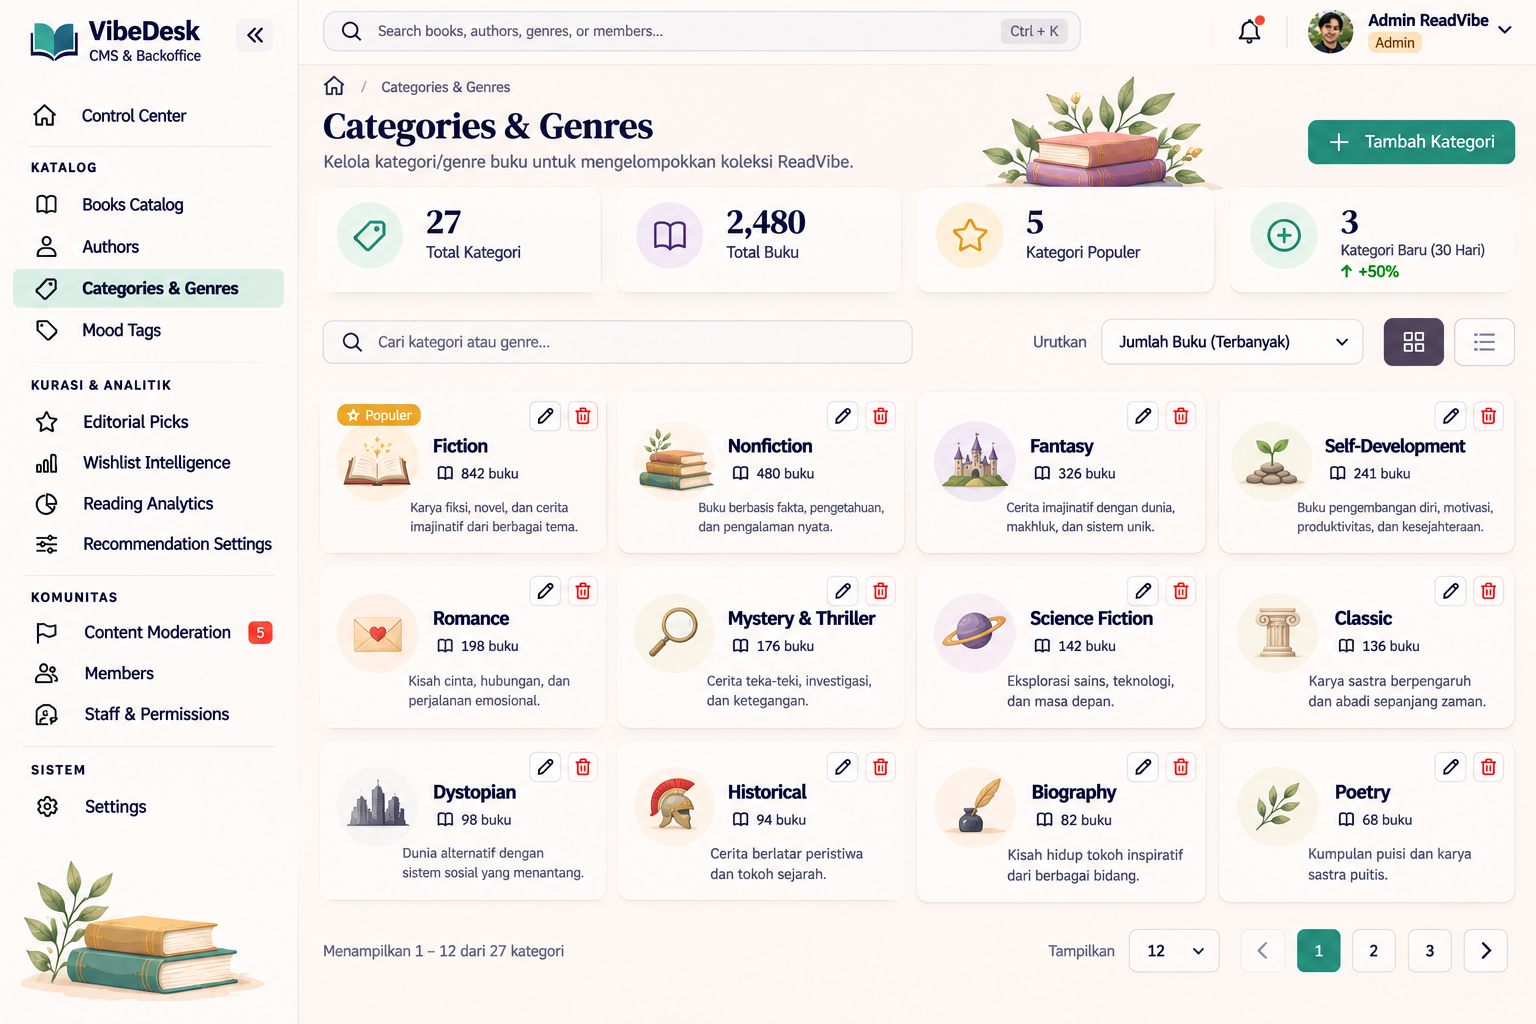 VibeDesk
CMS & Backoffice
Control Center
KATALOG
Books Catalog
Authors
Categories & Genres
Mood Tags
KURASI & ANALITIK
Editorial Picks
Wishlist Intelligence
Reading Analytics
Recommendation Settings
KOMUNITAS
Content Moderation 5
Members
Staff & Permissions
SISTEM
Settings
Search books, authors, genres, or members... Ctrl + K
Admin ReadVibe
Admin
/ Categories & Genres
Categories & Genres
Kelola kategori/genre buku untuk mengelompokkan koleksi ReadVibe.
Tambah Kategori
27
Total Kategori
2,480
Total Buku
5
Kategori Populer
3
Kategori Baru (30 Hari)
+50%
Cari kategori atau genre...
Urutkan
Jumlah Buku (Terbanyak)
Populer
Fiction
842 buku
Karya fiksi, novel, dan cerita
imajinatif dari berbagai tema.
Nonfiction
480 buku
Buku berbasis fakta, pengetahuan,
dan pengalaman nyata.
Fantasy
326 buku
Cerita imajinatif dengan dunia,
makhluk, dan sistem unik.
Self-Development
241 buku
Buku pengembangan diri, motivasi,
produktivitas, dan kesejahteraan.
Romance
198 buku
Kisah cinta, hubungan, dan
perjalanan emosional.
Mystery & Thriller
176 buku
Cerita teka-teki, investigasi,
dan ketegangan.
Science Fiction
142 buku
Eksplorasi sains, teknologi,
dan masa depan.
Classic
136 buku
Karya sastra berpengaruh
dan abadi sepanjang zaman.
Dystopian
98 buku
Dunia alternatif dengan
sistem sosial yang menantang.
Historical
94 buku
Cerita berlatar peristiwa
dan tokoh sejarah.
Biography
82 buku
Kisah hidup tokoh inspiratif
dari berbagai bidang.
Poetry
68 buku
Kumpulan puisi dan karya
sastra puitis.
Menampilkan 1 – 12 dari 27 kategori
Tampilkan 12
1 2 3